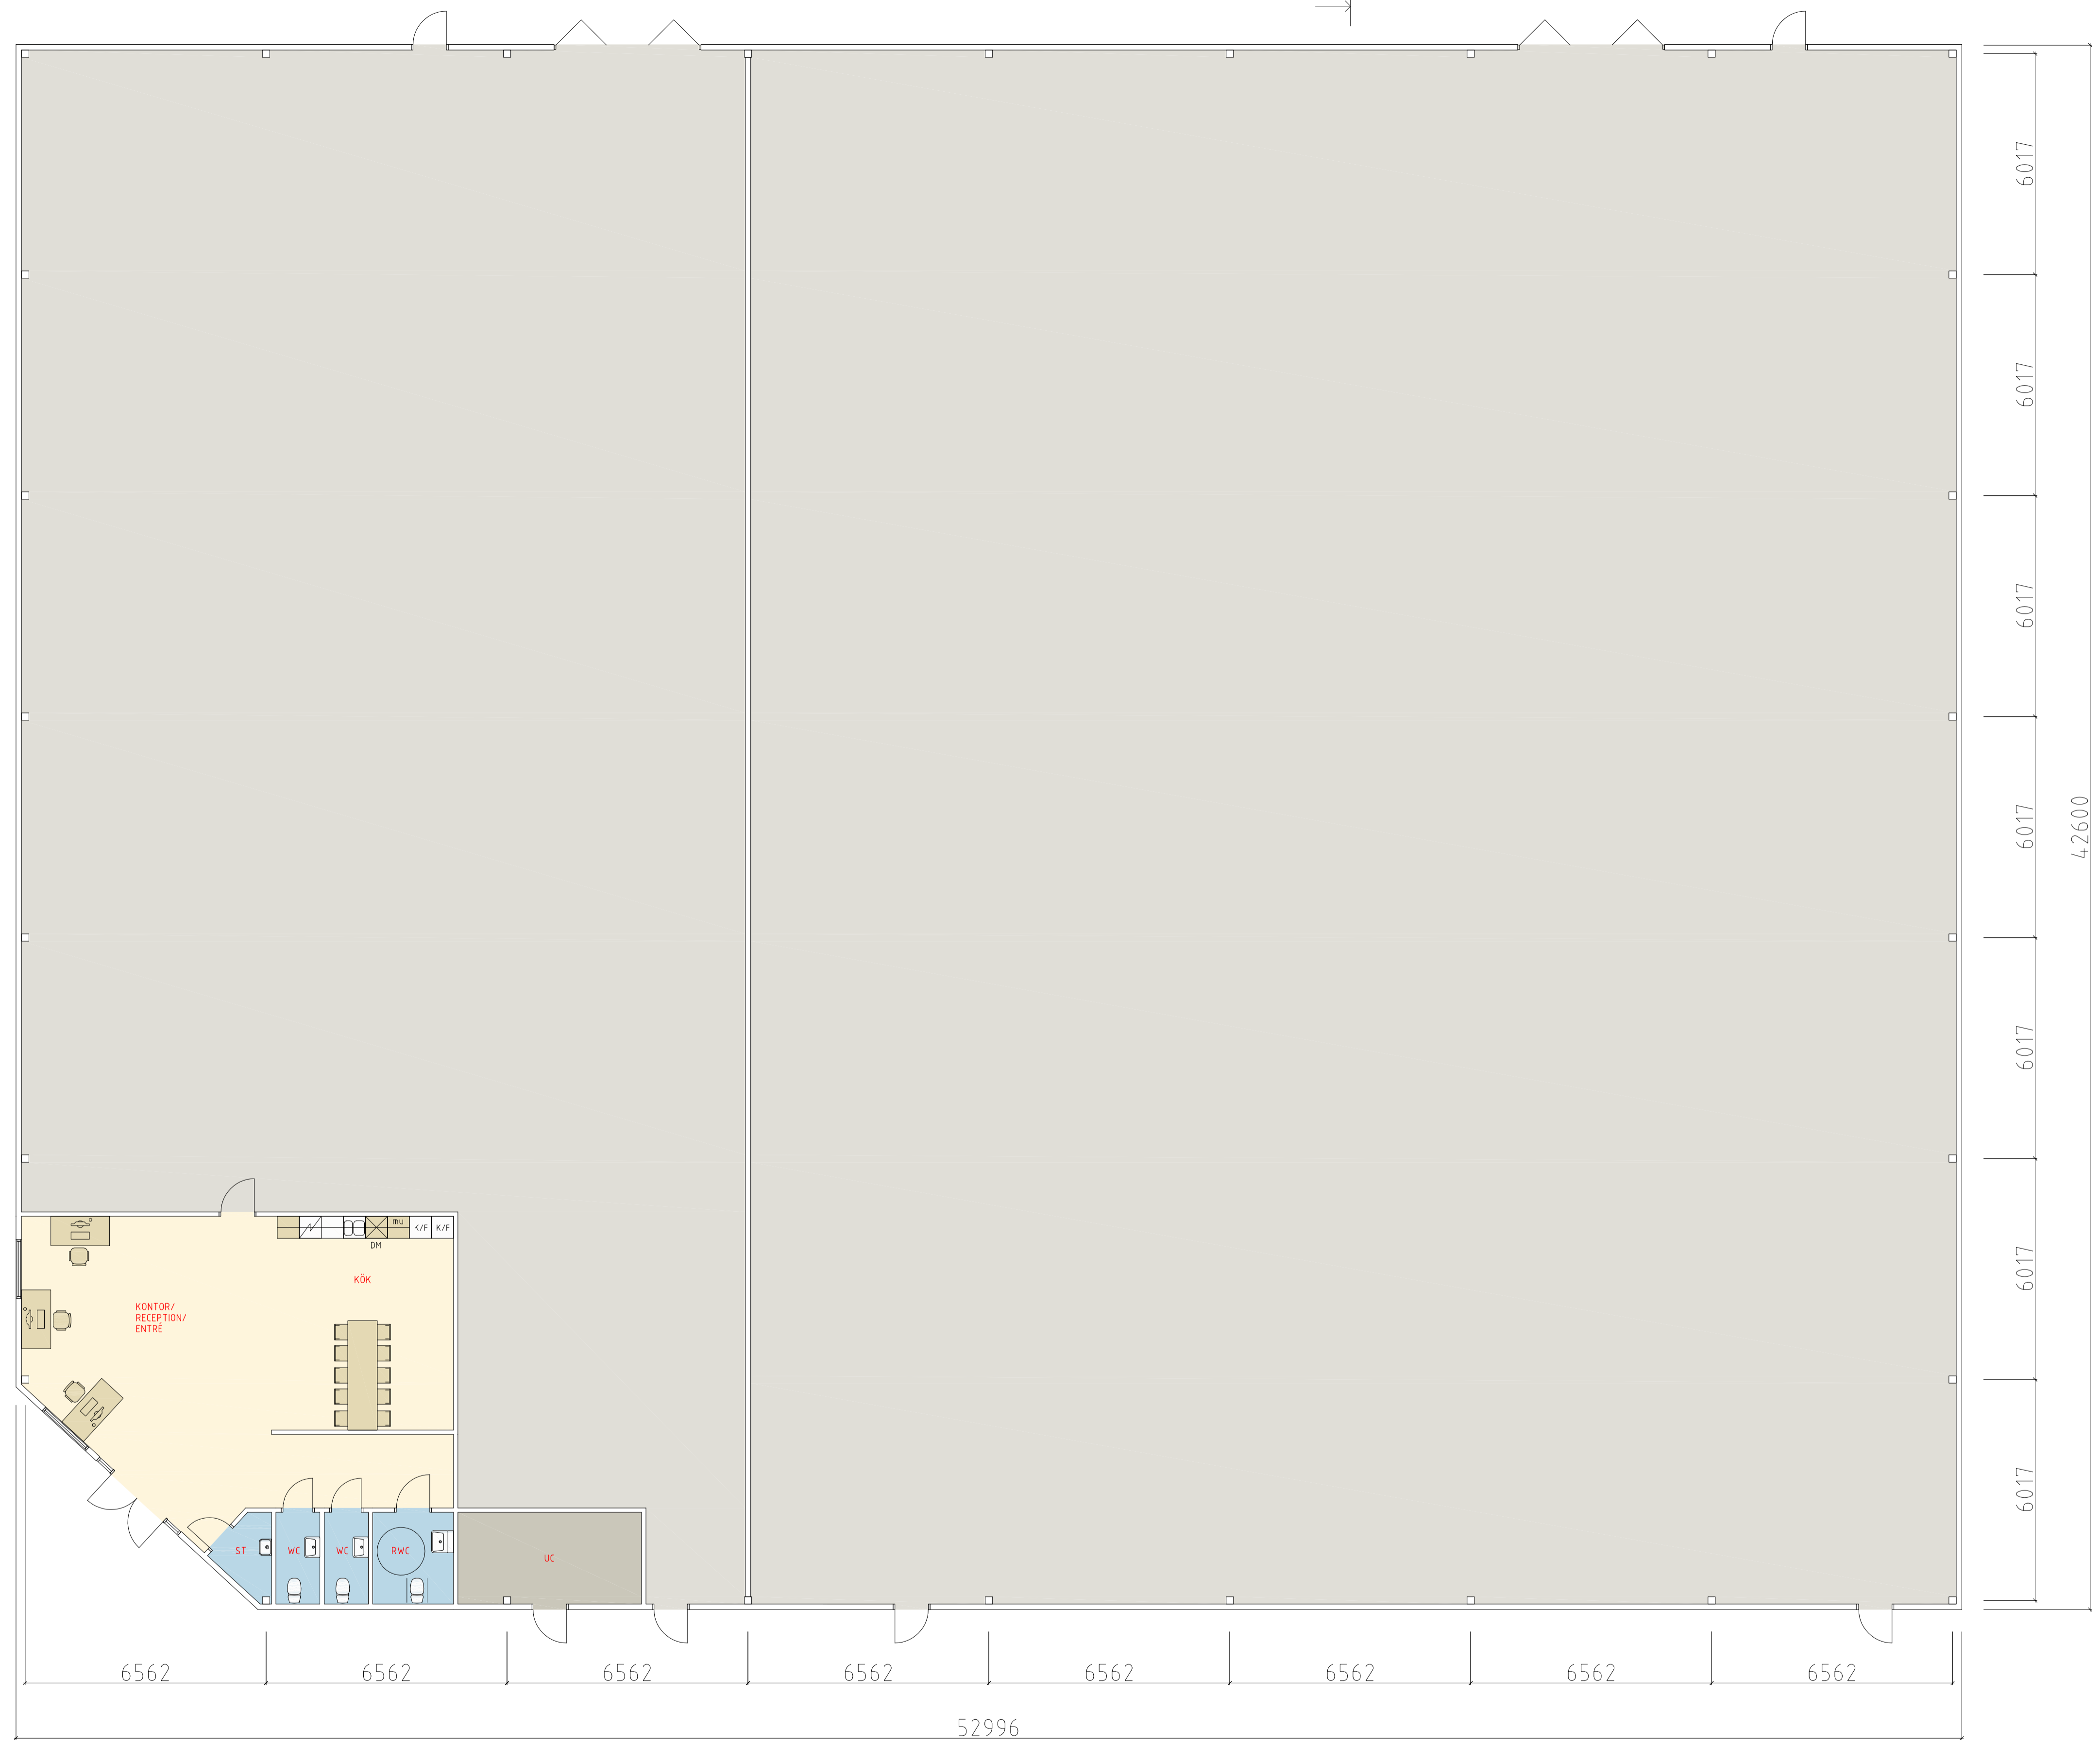 6017
6017
6017
6017
42600
6017
6017
6017
mu
K/F
K/F
DM
KÖK
KONTOR/
RECEPTION/
ENTRÉ
ST
WC
WC
RWC
UC
6562
6562
6562
6562
6562
6562
6562
6562
52996